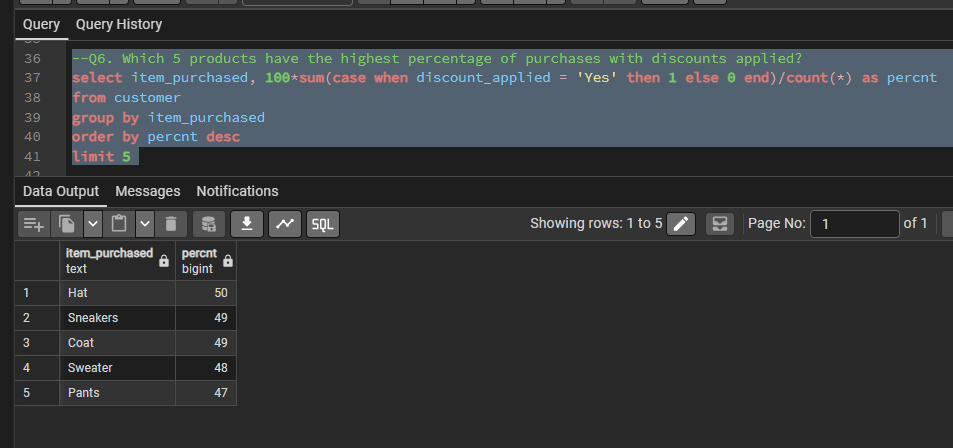 Query Query History
36 --Q6. Which 5 products have the highest percentage of purchases with discounts applied?
37 select item_purchased, 100*sum(case when discount_applied = 'Yes' then 1 else 0 end)/count(*) as percnt
38 from customer
39 group by item_purchased
40 order by percnt desc
41 limit 5
Data Output Messages Notifications
SQL Showing rows: 1 to 5 Page No: 1 of 1
item_purchased percnt
text bigint
1 Hat 50
2 Sneakers 49
3 Coat 49
4 Sweater 48
5 Pants 47